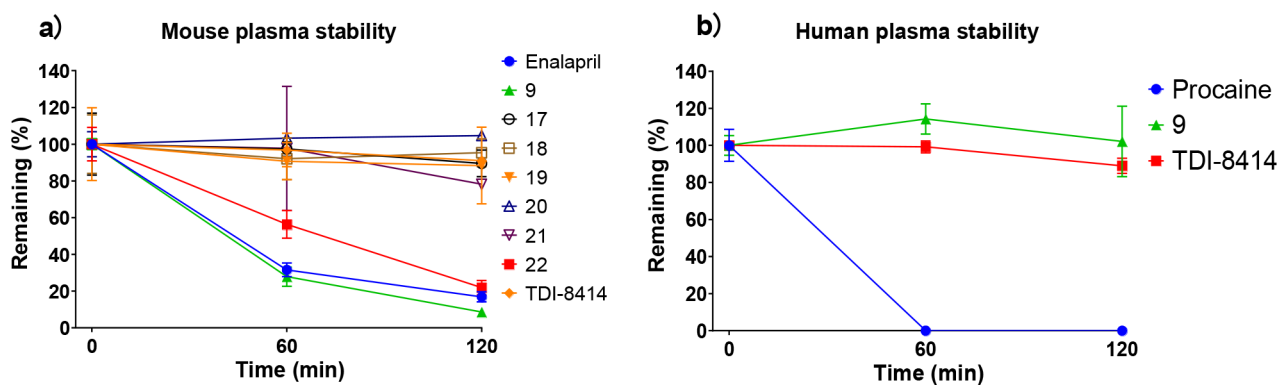 a)
Mouse plasma stability
Remaining (%)
140
120
100
80
60
40
20
0
0
60
120
Time (min)
Enalapril
9
17
18
19
20
21
22
TDI-8414
b)
Human plasma stability
Remaining (%)
140
120
100
80
60
40
20
0
0
60
120
Time (min)
Procaine
9
TDI-8414